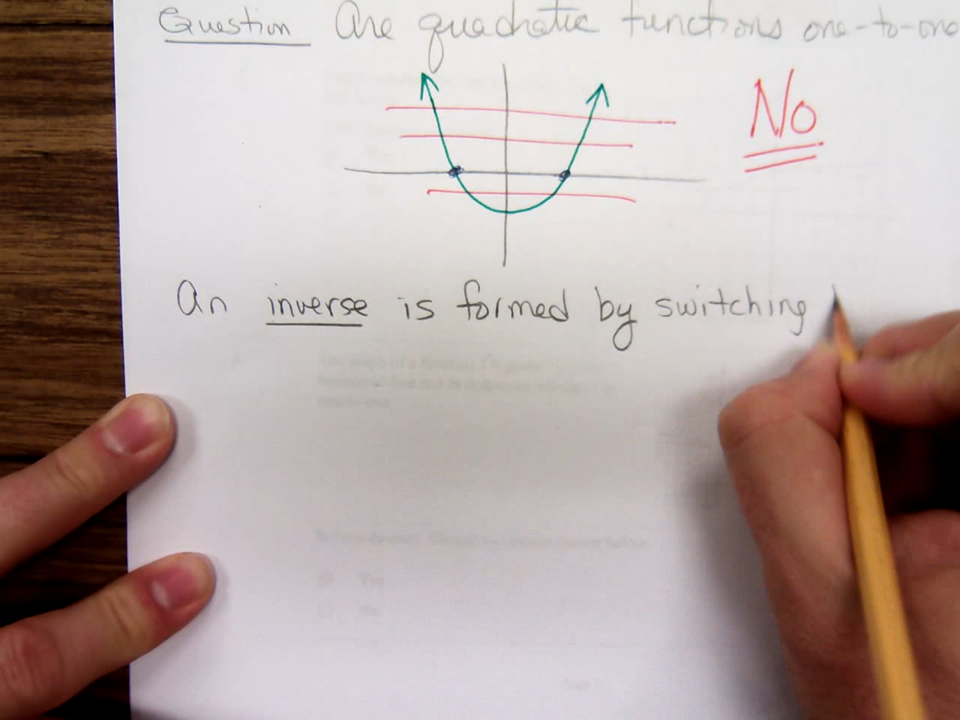 Question Are quadratic functions one-to-one
No
An inverse is formed by switching